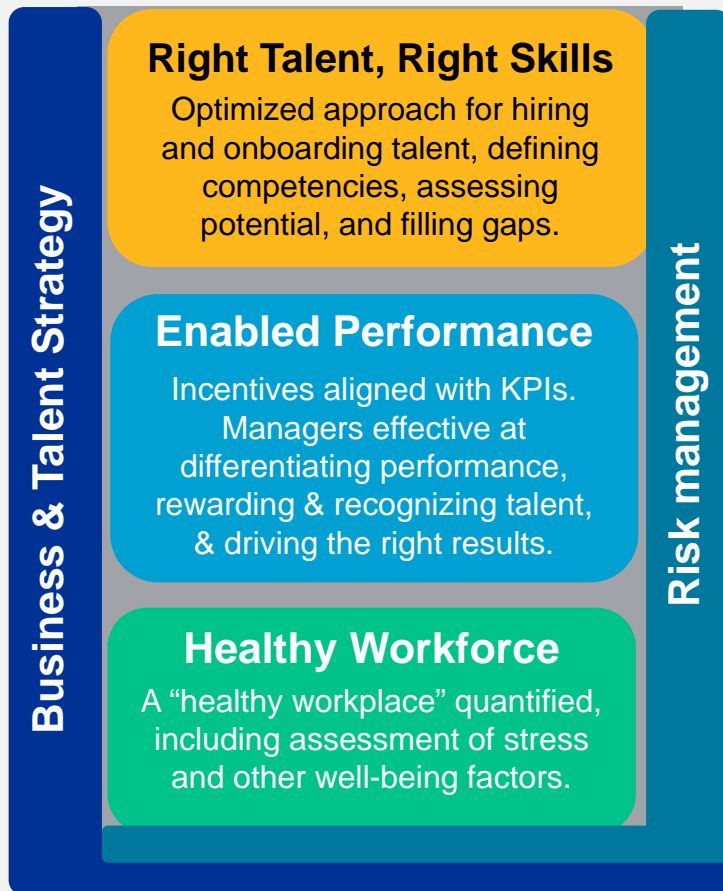 Business & Talent Strategy
Right Talent, Right Skills
Optimized approach for hiring
and onboarding talent, defining
competencies, assessing
potential, and filling gaps.
Enabled Performance
Incentives aligned with KPIs.
Managers effective at
differentiating performance,
rewarding & recognizing talent,
& driving the right results.
Healthy Workforce
A “healthy workplace” quantified,
including assessment of stress
and other well-being factors.
Risk management